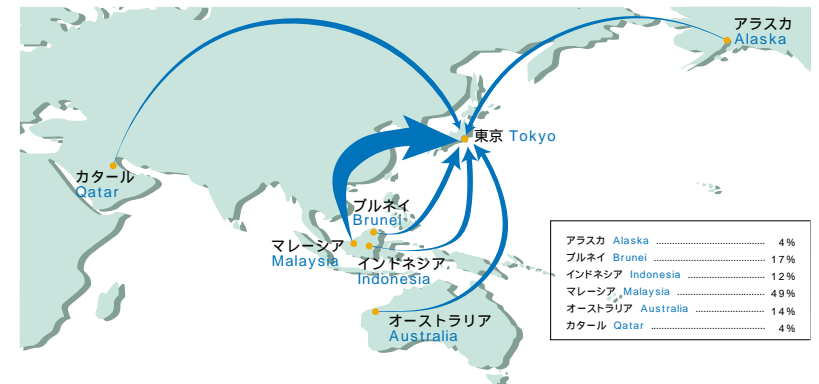 アラスカ
Alaska
東京 Tokyo
カタール
Qatar
ブルネイ
Brunei
マレーシア
Malaysia
インドネシア
Indonesia
オーストラリア
Australia
アラスカ Alaska ........................ 4%
ブルネイ Brunei ........................ 17%
インドネシア Indonesia ........................ 12%
マレーシア Malaysia ........................ 49%
オーストラリア Australia ........................ 14%
カタール Qatar ........................ 4%